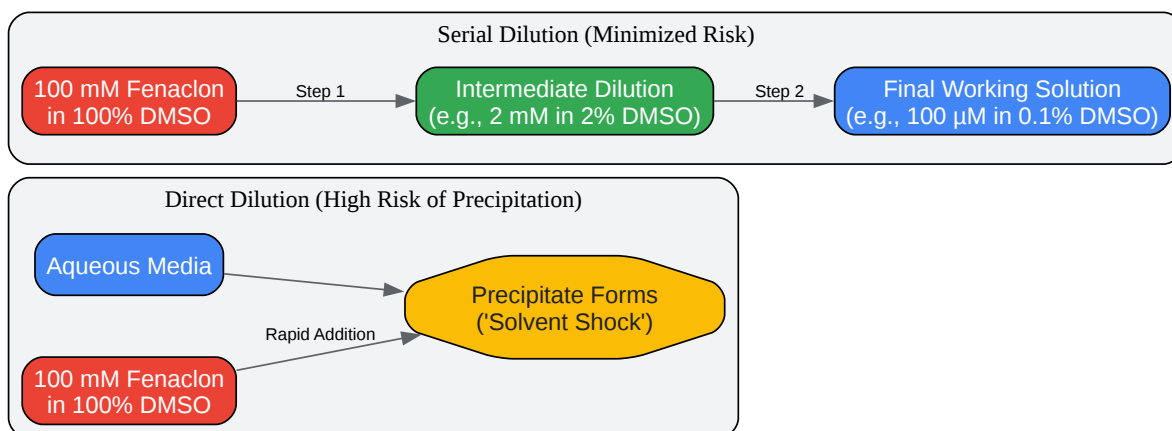 Serial Dilution (Minimized Risk)
100 mM Fenaclon
in 100% DMSO
Step 1
Intermediate Dilution
(e.g., 2 mM in 2% DMSO)
Step 2
Final Working Solution
(e.g., 100 µM in 0.1% DMSO)
Direct Dilution (High Risk of Precipitation)
Aqueous Media
Precipitate Forms
('Solvent Shock')
Rapid Addition
100 mM Fenaclon
in 100% DMSO